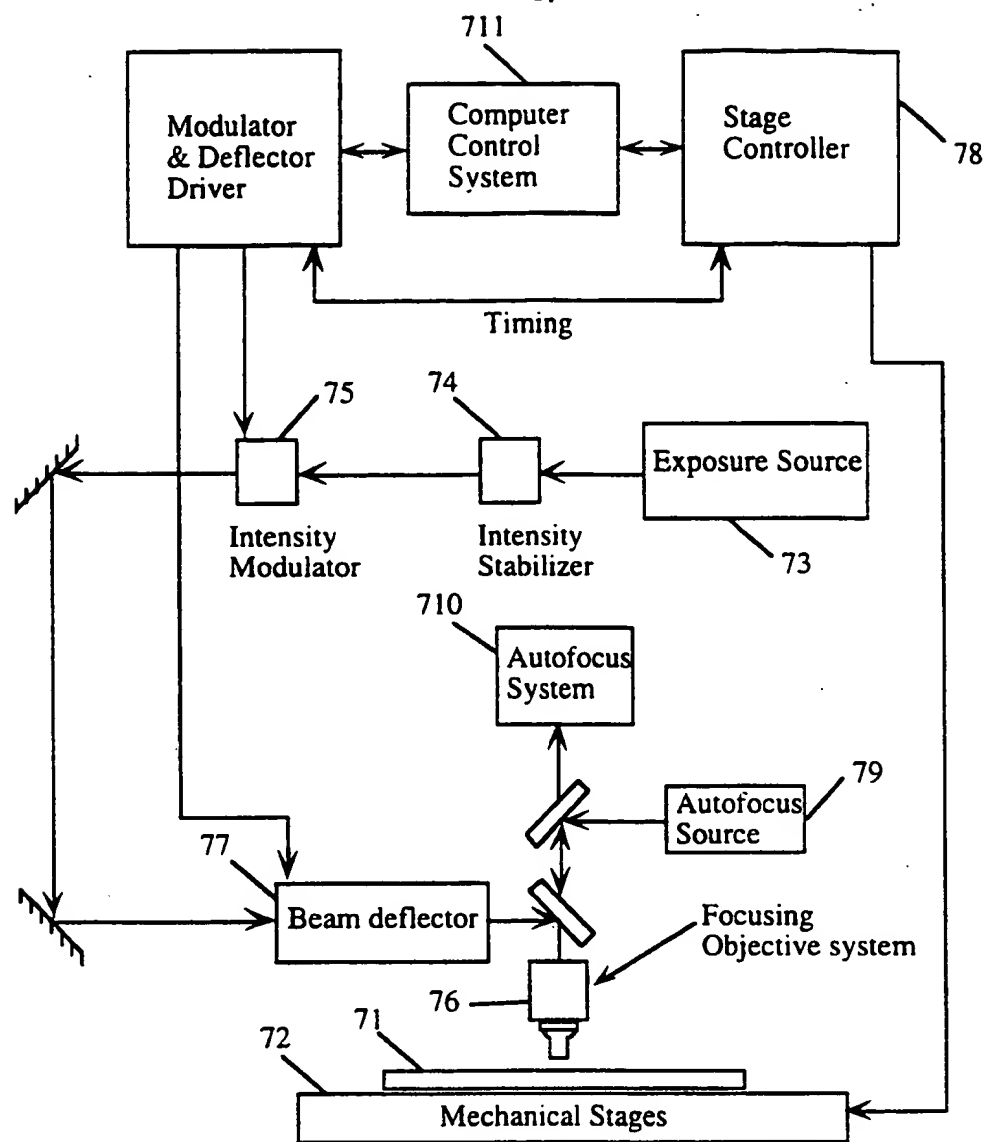 711
Modulator
& Deflector
Driver
Computer
Control
System
Stage
Controller
78
Timing
75
74
Exposure Source
Intensity
Modulator
Intensity
Stabilizer
73
710
Autofocus
System
79
Autofocus
Source
77
Beam deflector
Focusing
Objective system
76
71
72
Mechanical Stages